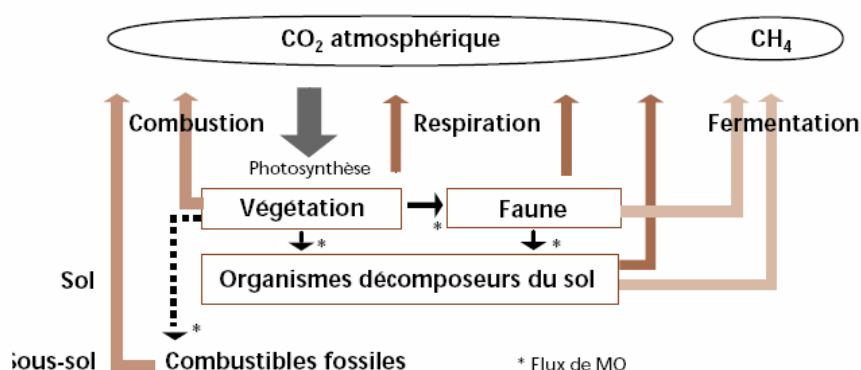 CO₂ atmosphérique
CH₄
Combustion
Respiration
Fermentation
Photosynthèse
Végétation
Faune
*
*
*
Organismes décomposeurs du sol
Sol
*
Sous-sol
Combustibles fossiles
* Flux de MO